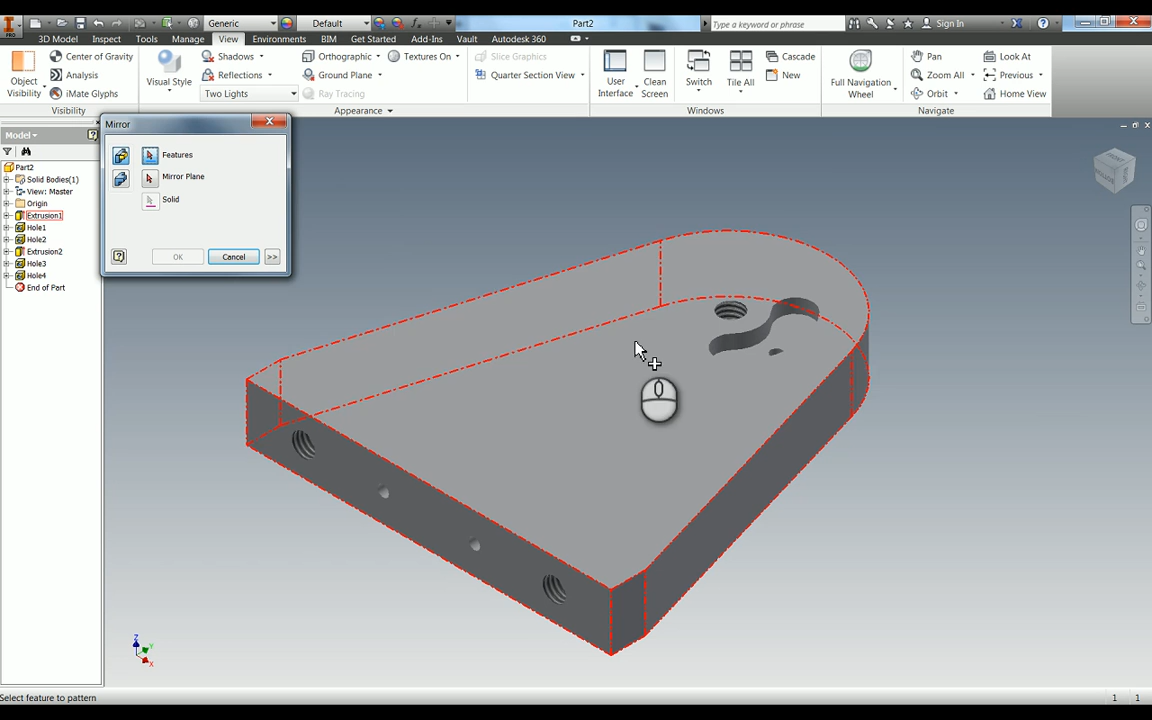 Generic Default Part2 Type a keyword or phrase Sign In
PRO 3D Model Inspect Tools Manage View Environments BIM Get Started Add-Ins Vault Autodesk 360
Object Visibility Center of Gravity Analysis iMate Glyphs
Visibility
Visual Style Shadows Reflections Two Lights
Orthographic Ground Plane Ray Tracing Textures On
Slice Graphics Quarter Section View
Appearance
User Interface Clean Screen Switch Tile All Cascade New
Windows
Full Navigation Wheel Pan Zoom All Orbit Look At Previous Home View
Navigate
Model
Part2
Solid Bodies(1)
View: Master
Origin
Extrusion1
Hole1
Hole2
Extrusion2
Hole3
Hole4
End of Part
Mirror
Features
Mirror Plane
Solid
OK Cancel >>
FRONT
BOTTOM
Z
Y
X
Select feature to pattern 1 1